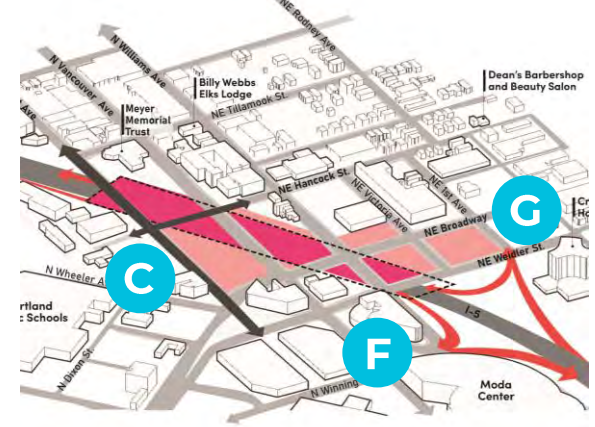 NE Rodney Ave
N Williams Ave
N Vancouver Ave
Ave
Billy Webbs
Elks Lodge
Dean's Barbershop
and Beauty Salon
NE Tillamook St.
Meyer
Memorial
Trust
NE Hancock St.
NE Victoria Ave
NE 1st Ave
NE Broadway
G
NE Weidler St.
C
N Wheeler A
I-5
N Dixon St.
F
N Winning
Moda
Center